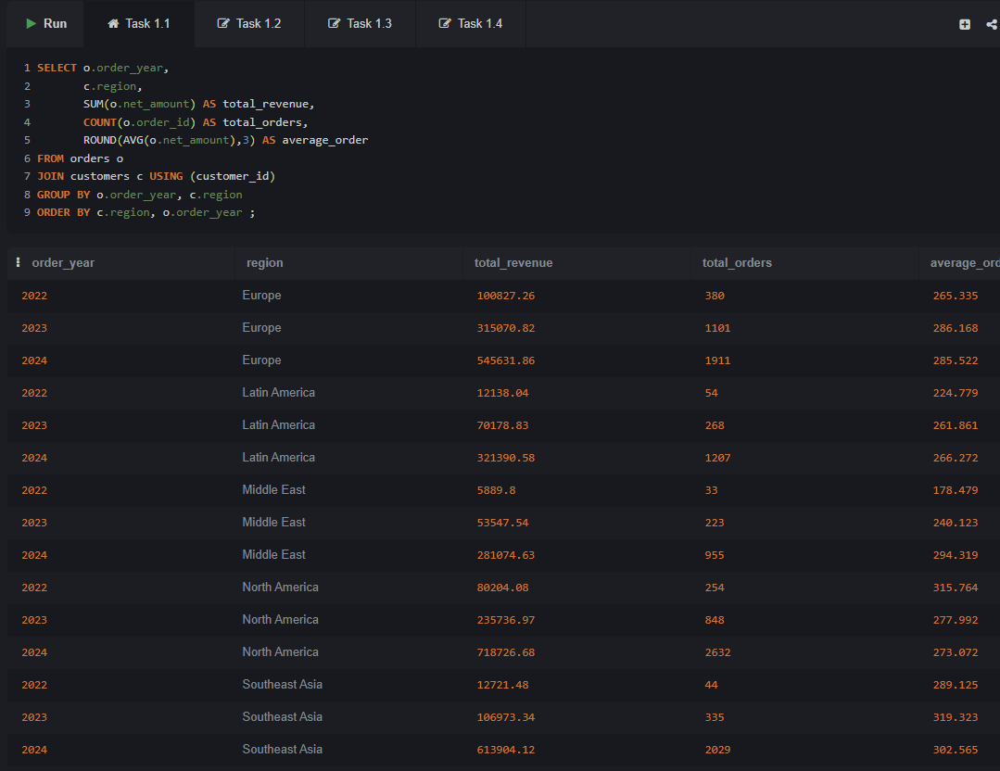 Run Task 1.1 Task 1.2 Task 1.3 Task 1.4
1 SELECT o.order_year,
2 c.region,
3 SUM(o.net_amount) AS total_revenue,
4 COUNT(o.order_id) AS total_orders,
5 ROUND(AVG(o.net_amount),3) AS average_order
6 FROM orders o
7 JOIN customers c USING (customer_id)
8 GROUP BY o.order_year, c.region
9 ORDER BY c.region, o.order_year ;
order_year region total_revenue total_orders average_ord
2022 Europe 100827.26 380 265.335
2023 Europe 315070.82 1101 286.168
2024 Europe 545631.86 1911 285.522
2022 Latin America 12138.04 54 224.779
2023 Latin America 70178.83 268 261.861
2024 Latin America 321390.58 1207 266.272
2022 Middle East 5889.8 33 178.479
2023 Middle East 53547.54 223 240.123
2024 Middle East 281074.63 955 294.319
2022 North America 80204.08 254 315.764
2023 North America 235736.97 848 277.992
2024 North America 718726.68 2632 273.072
2022 Southeast Asia 12721.48 44 289.125
2023 Southeast Asia 106973.34 335 319.323
2024 Southeast Asia 613904.12 2029 302.565